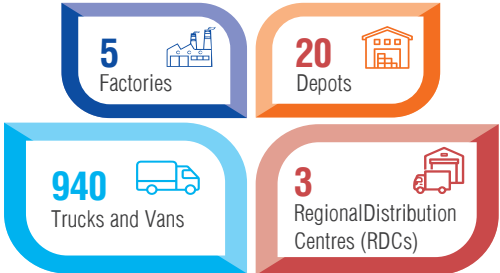 5
Factories
20
Depots
940
Trucks and Vans
3
RegionalDistribution
Centres (RDCs)